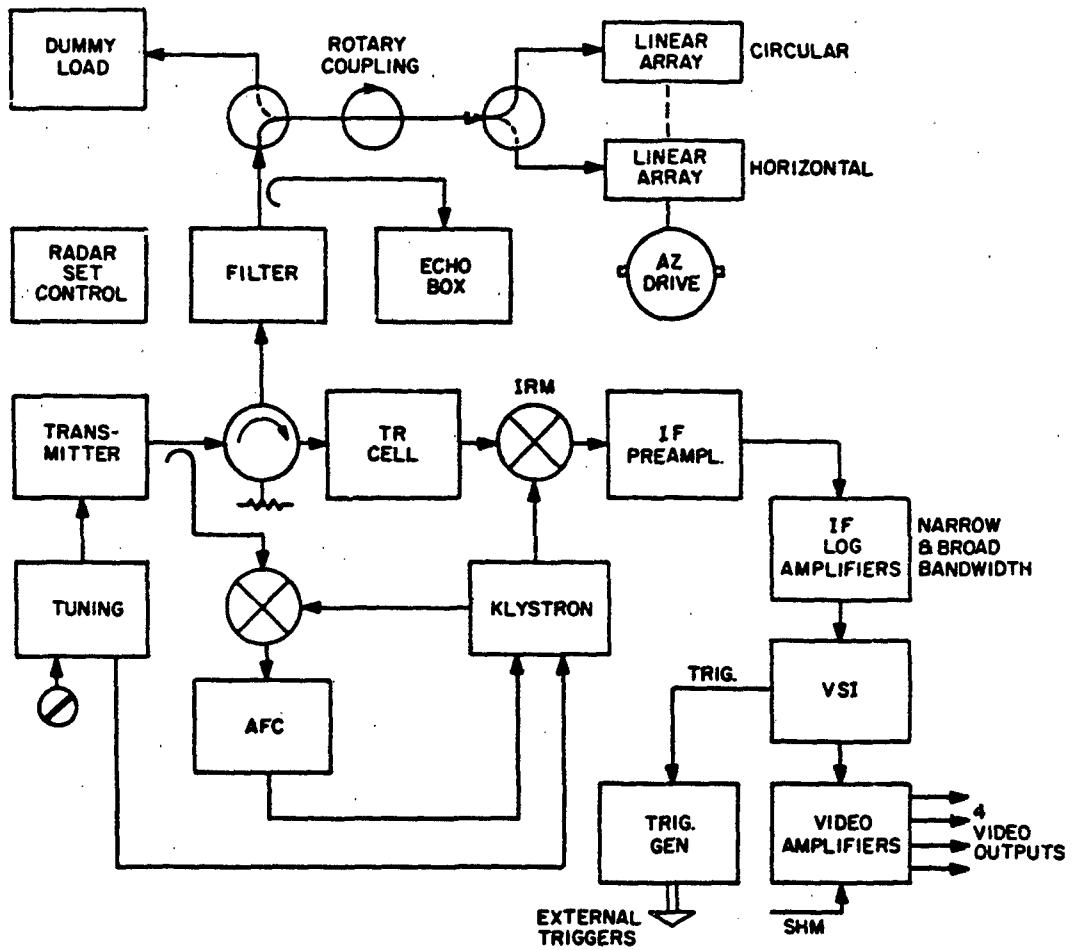 DUMMY
LOAD
ROTARY
COUPLING
LINEAR
ARRAY
CIRCULAR
LINEAR
ARRAY
HORIZONTAL
RADAR
SET
CONTROL
FILTER
ECHO
BOX
AZ
DRIVE
TRANS-
MITTER
TR
CELL
IRM
IF
PREAMPL.
IF
LOG
AMPLIFIERS
NARROW
& BROAD
BANDWIDTH
TUNING
KLYSTRON
AFC
TRIG.
VSI
TRIG.
GEN
VIDEO
AMPLIFIERS
4
VIDEO
OUTPUTS
EXTERNAL
TRIGGERS
SHM